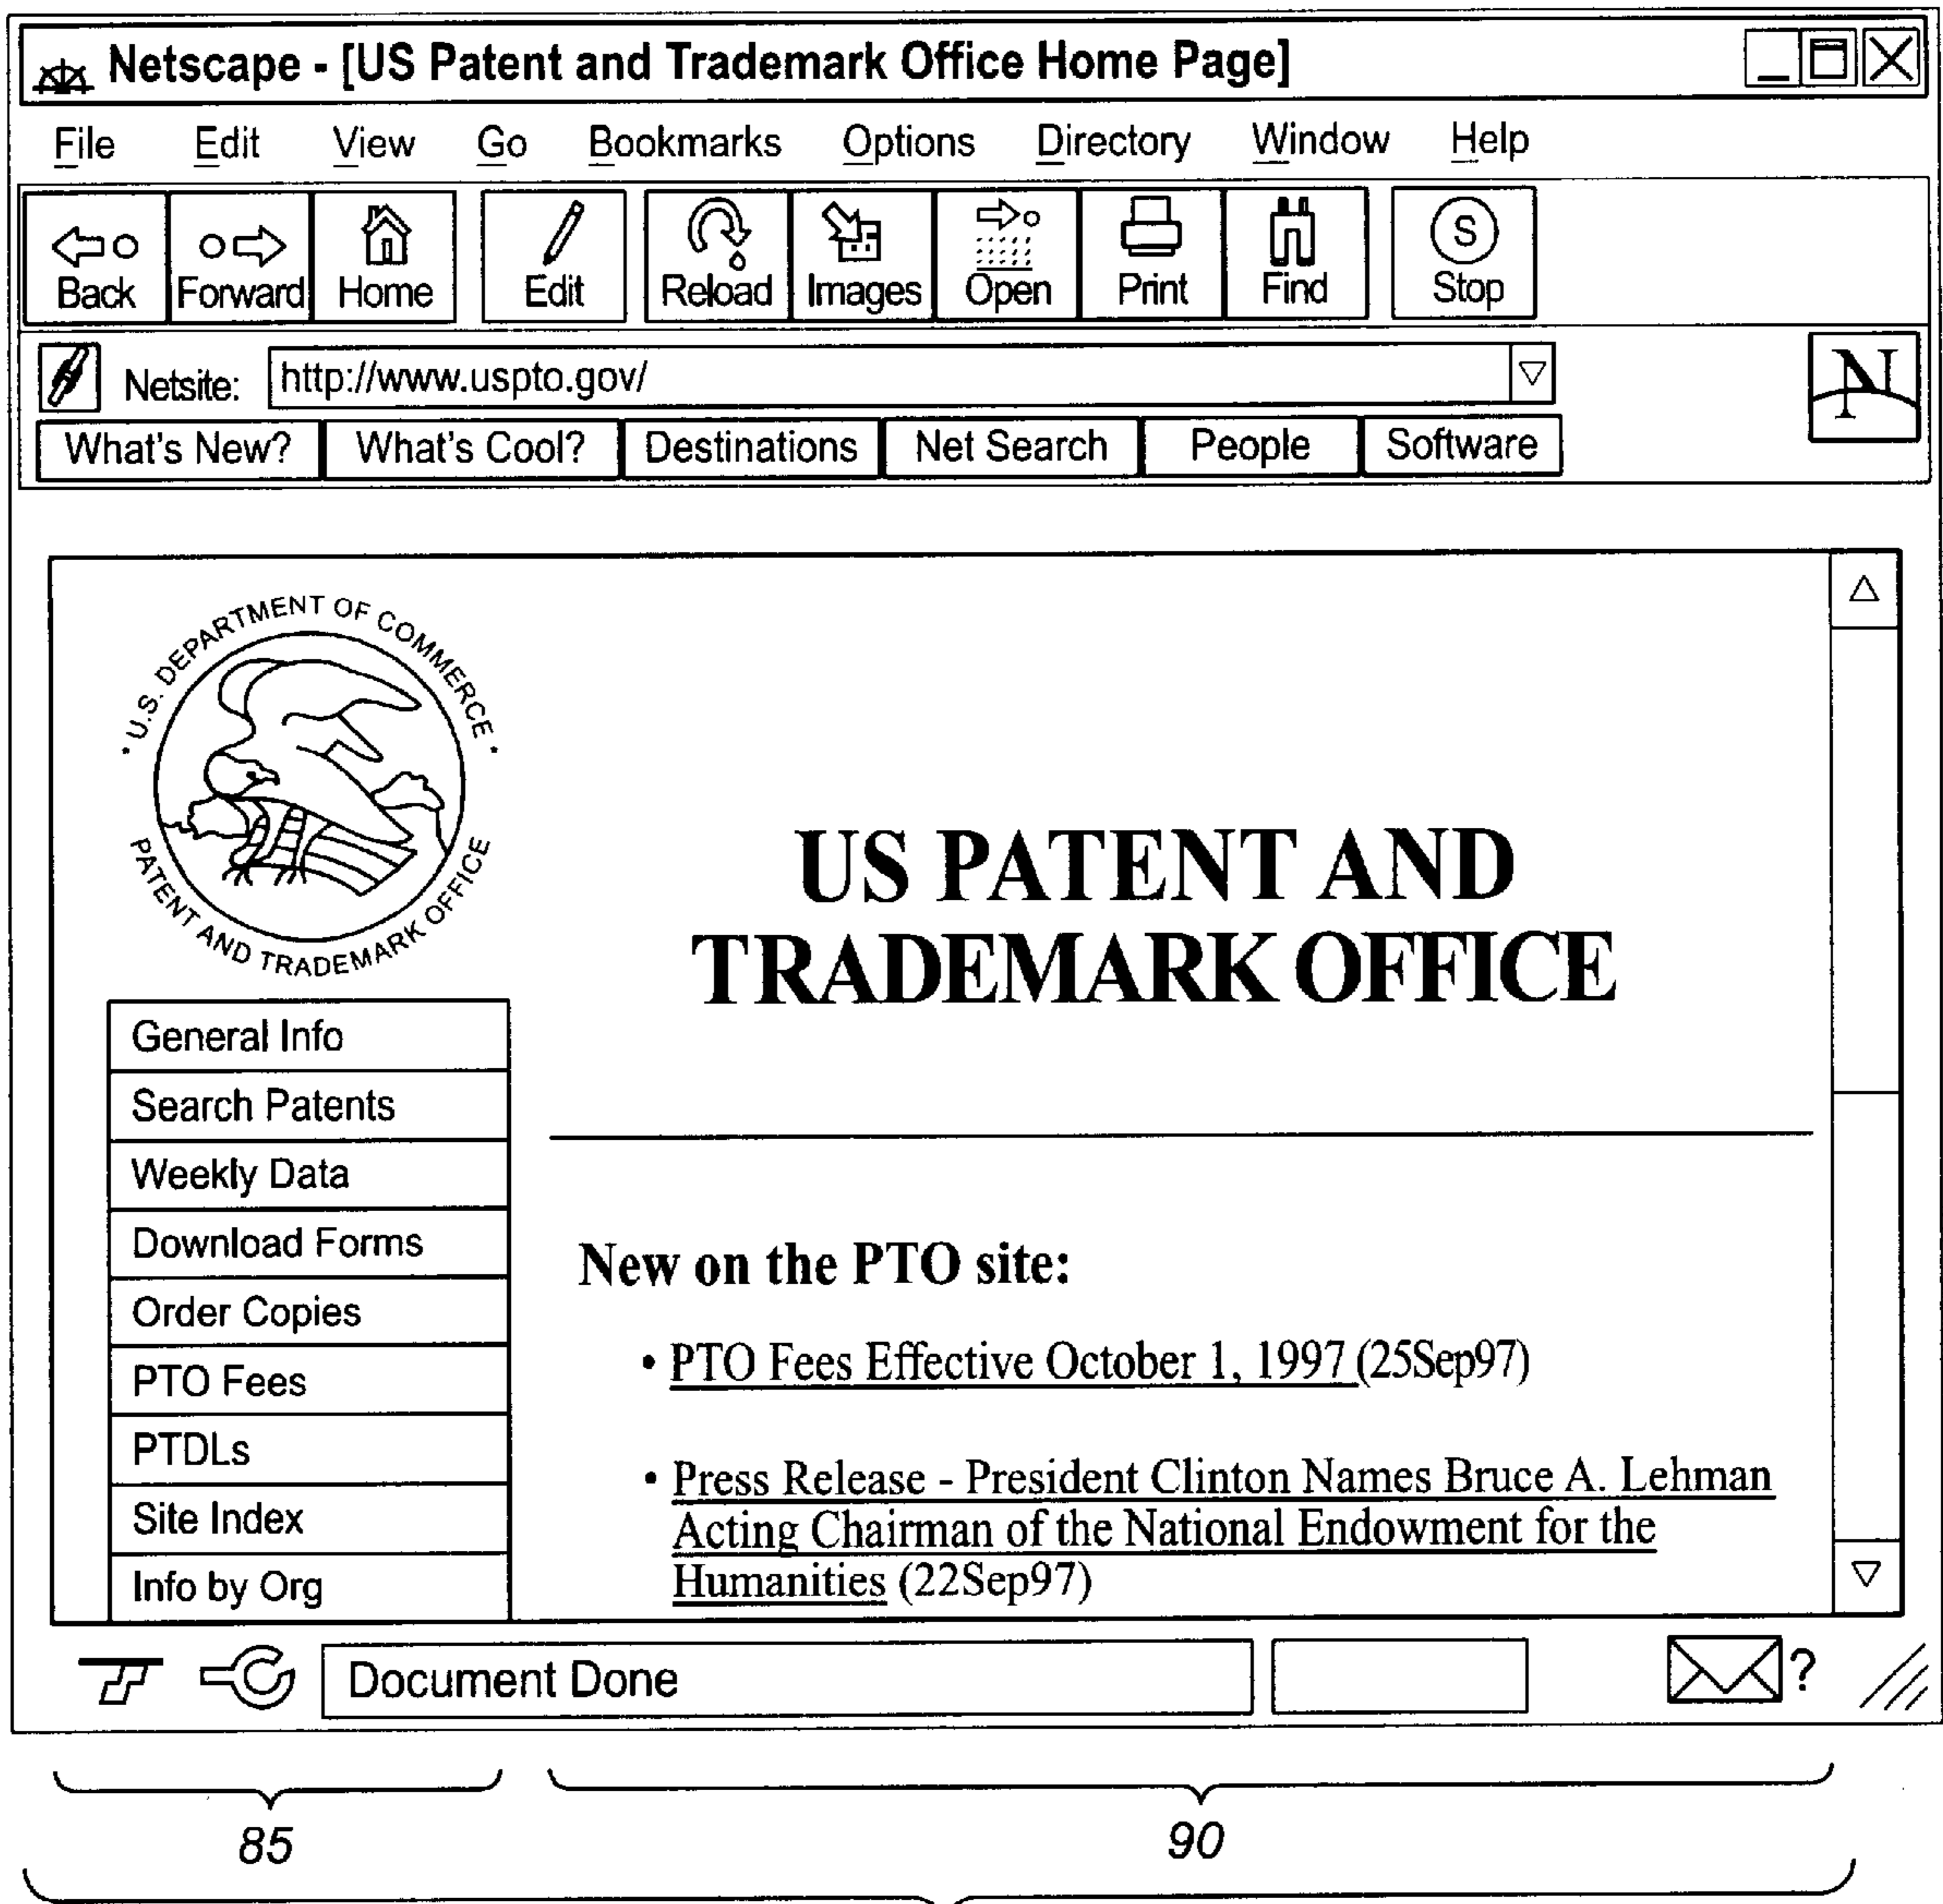 Netscape - [US Patent and Trademark Office Home Page]
File Edit View Go Bookmarks Options Directory Window Help
Back Forward Home Edit Reload Images Open Print Find S Stop
Netsite: http://www.uspto.gov/ N
What's New? What's Cool? Destinations Net Search People Software
• U.S. DEPARTMENT OF COMMERCE •
PATENT AND TRADEMARK OFFICE
US PATENT AND
TRADEMARK OFFICE
General Info
Search Patents
Weekly Data
Download Forms
Order Copies
PTO Fees
PTDLs
Site Index
Info by Org
New on the PTO site:
• PTO Fees Effective October 1, 1997 (25Sep97)
• Press Release - President Clinton Names Bruce A. Lehman
Acting Chairman of the National Endowment for the
Humanities (22Sep97)
Document Done ?
85 90